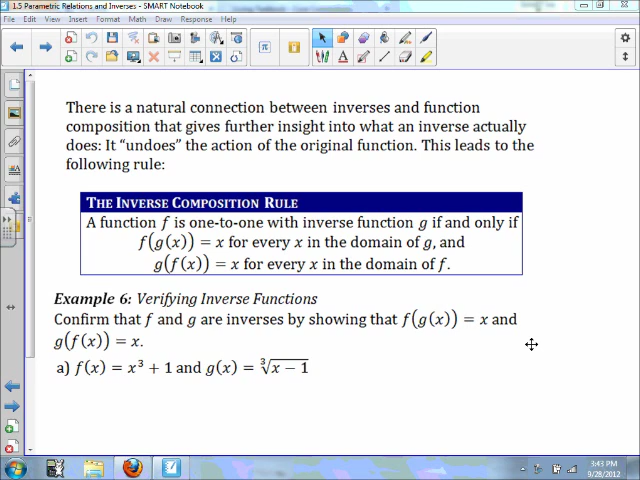 1.5 Parametric Relations and Inverses - SMART Notebook
File Edit View Insert Format Tools Math Draw Response Help
There is a natural connection between inverses and function
composition that gives further insight into what an inverse actually
does: It “undoes” the action of the original function. This leads to the
following rule:
THE INVERSE COMPOSITION RULE
A function f is one-to-one with inverse function g if and only if
f(g(x)) = x for every x in the domain of g, and
g(f(x)) = x for every x in the domain of f.
Example 6: Verifying Inverse Functions
Confirm that f and g are inverses by showing that f(g(x)) = x and
g(f(x)) = x.
a) f(x) = x³ + 1 and g(x) = ∛(x − 1)
3:43 PM
9/28/2012